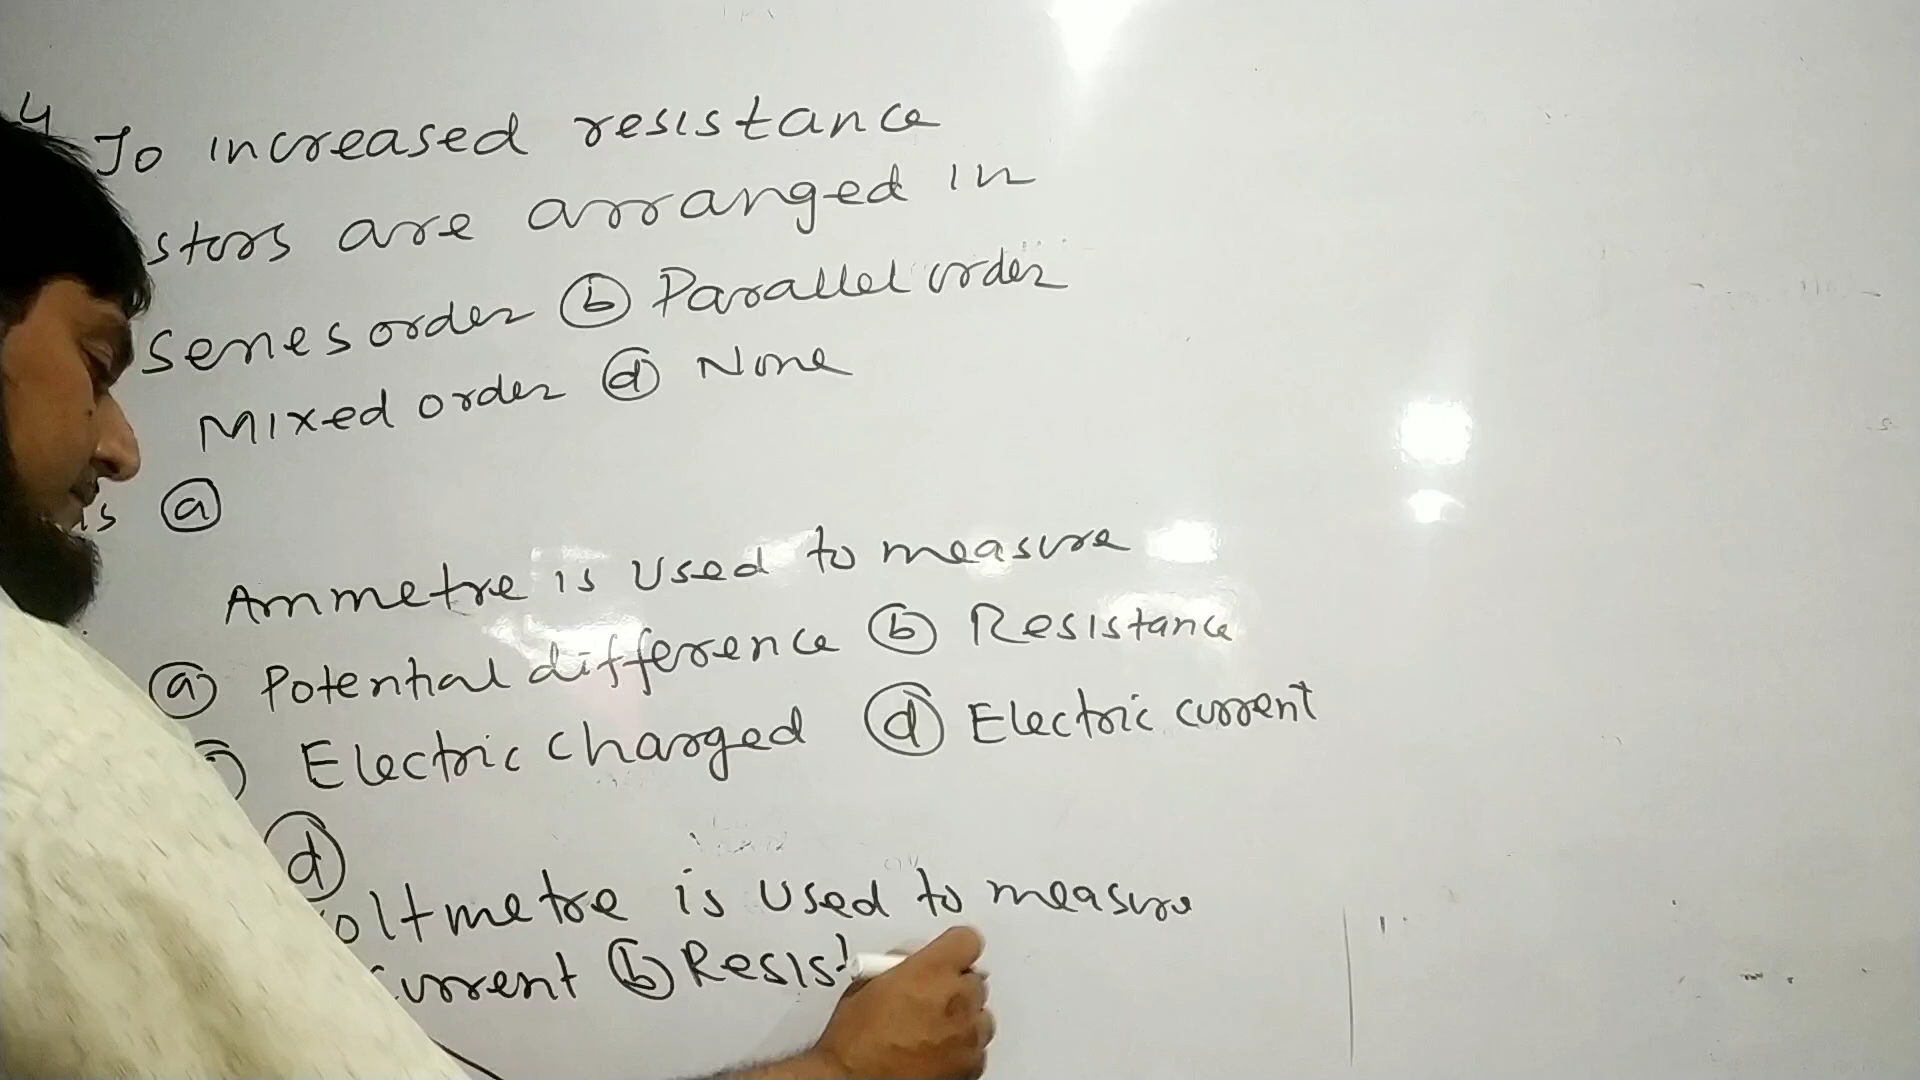 4 To increased resistance
stors are arranged in
Series order (b) Parallel order
Mixed order (d) None
is (a)
Ammetre is used to measure
(a) Potential difference (b) Resistance
Electric charged (d) Electric current
(d)
oltmetre is used to measure
urrent (b) Resist